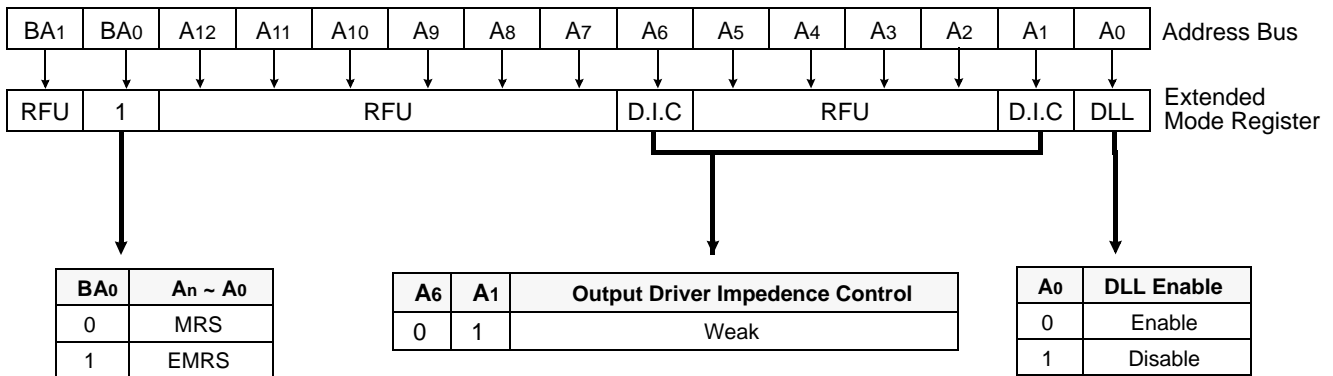 BA1 BA0 A12 A11 A10 A9 A8 A7 A6 A5 A4 A3 A2 A1 A0 Address Bus
RFU 1 RFU D.I.C RFU D.I.C DLL Extended
Mode Register
BA0 An ~ A0
0 MRS
1 EMRS
A6 A1 Output Driver Impedence Control
0 1 Weak
A0 DLL Enable
0 Enable
1 Disable